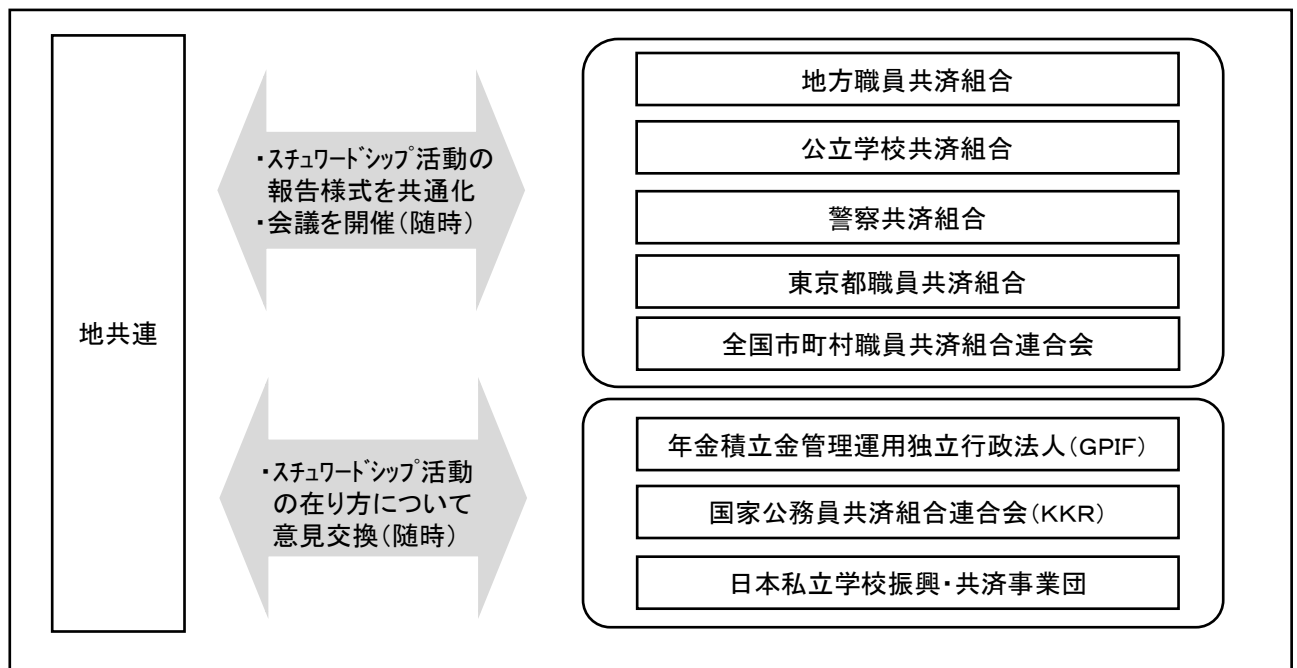 地共連
・ｽﾁｭﾜｰﾄﾞｼｯﾌﾟ活動の
報告様式を共通化
・会議を開催（随時）
地方職員共済組合
公立学校共済組合
警察共済組合
東京都職員共済組合
全国市町村職員共済組合連合会
・ｽﾁｭﾜｰﾄﾞｼｯﾌﾟ活動
の在り方について
意見交換（随時）
年金積立金管理運用独立行政法人（GPIF）
国家公務員共済組合連合会（KKR）
日本私立学校振興・共済事業団